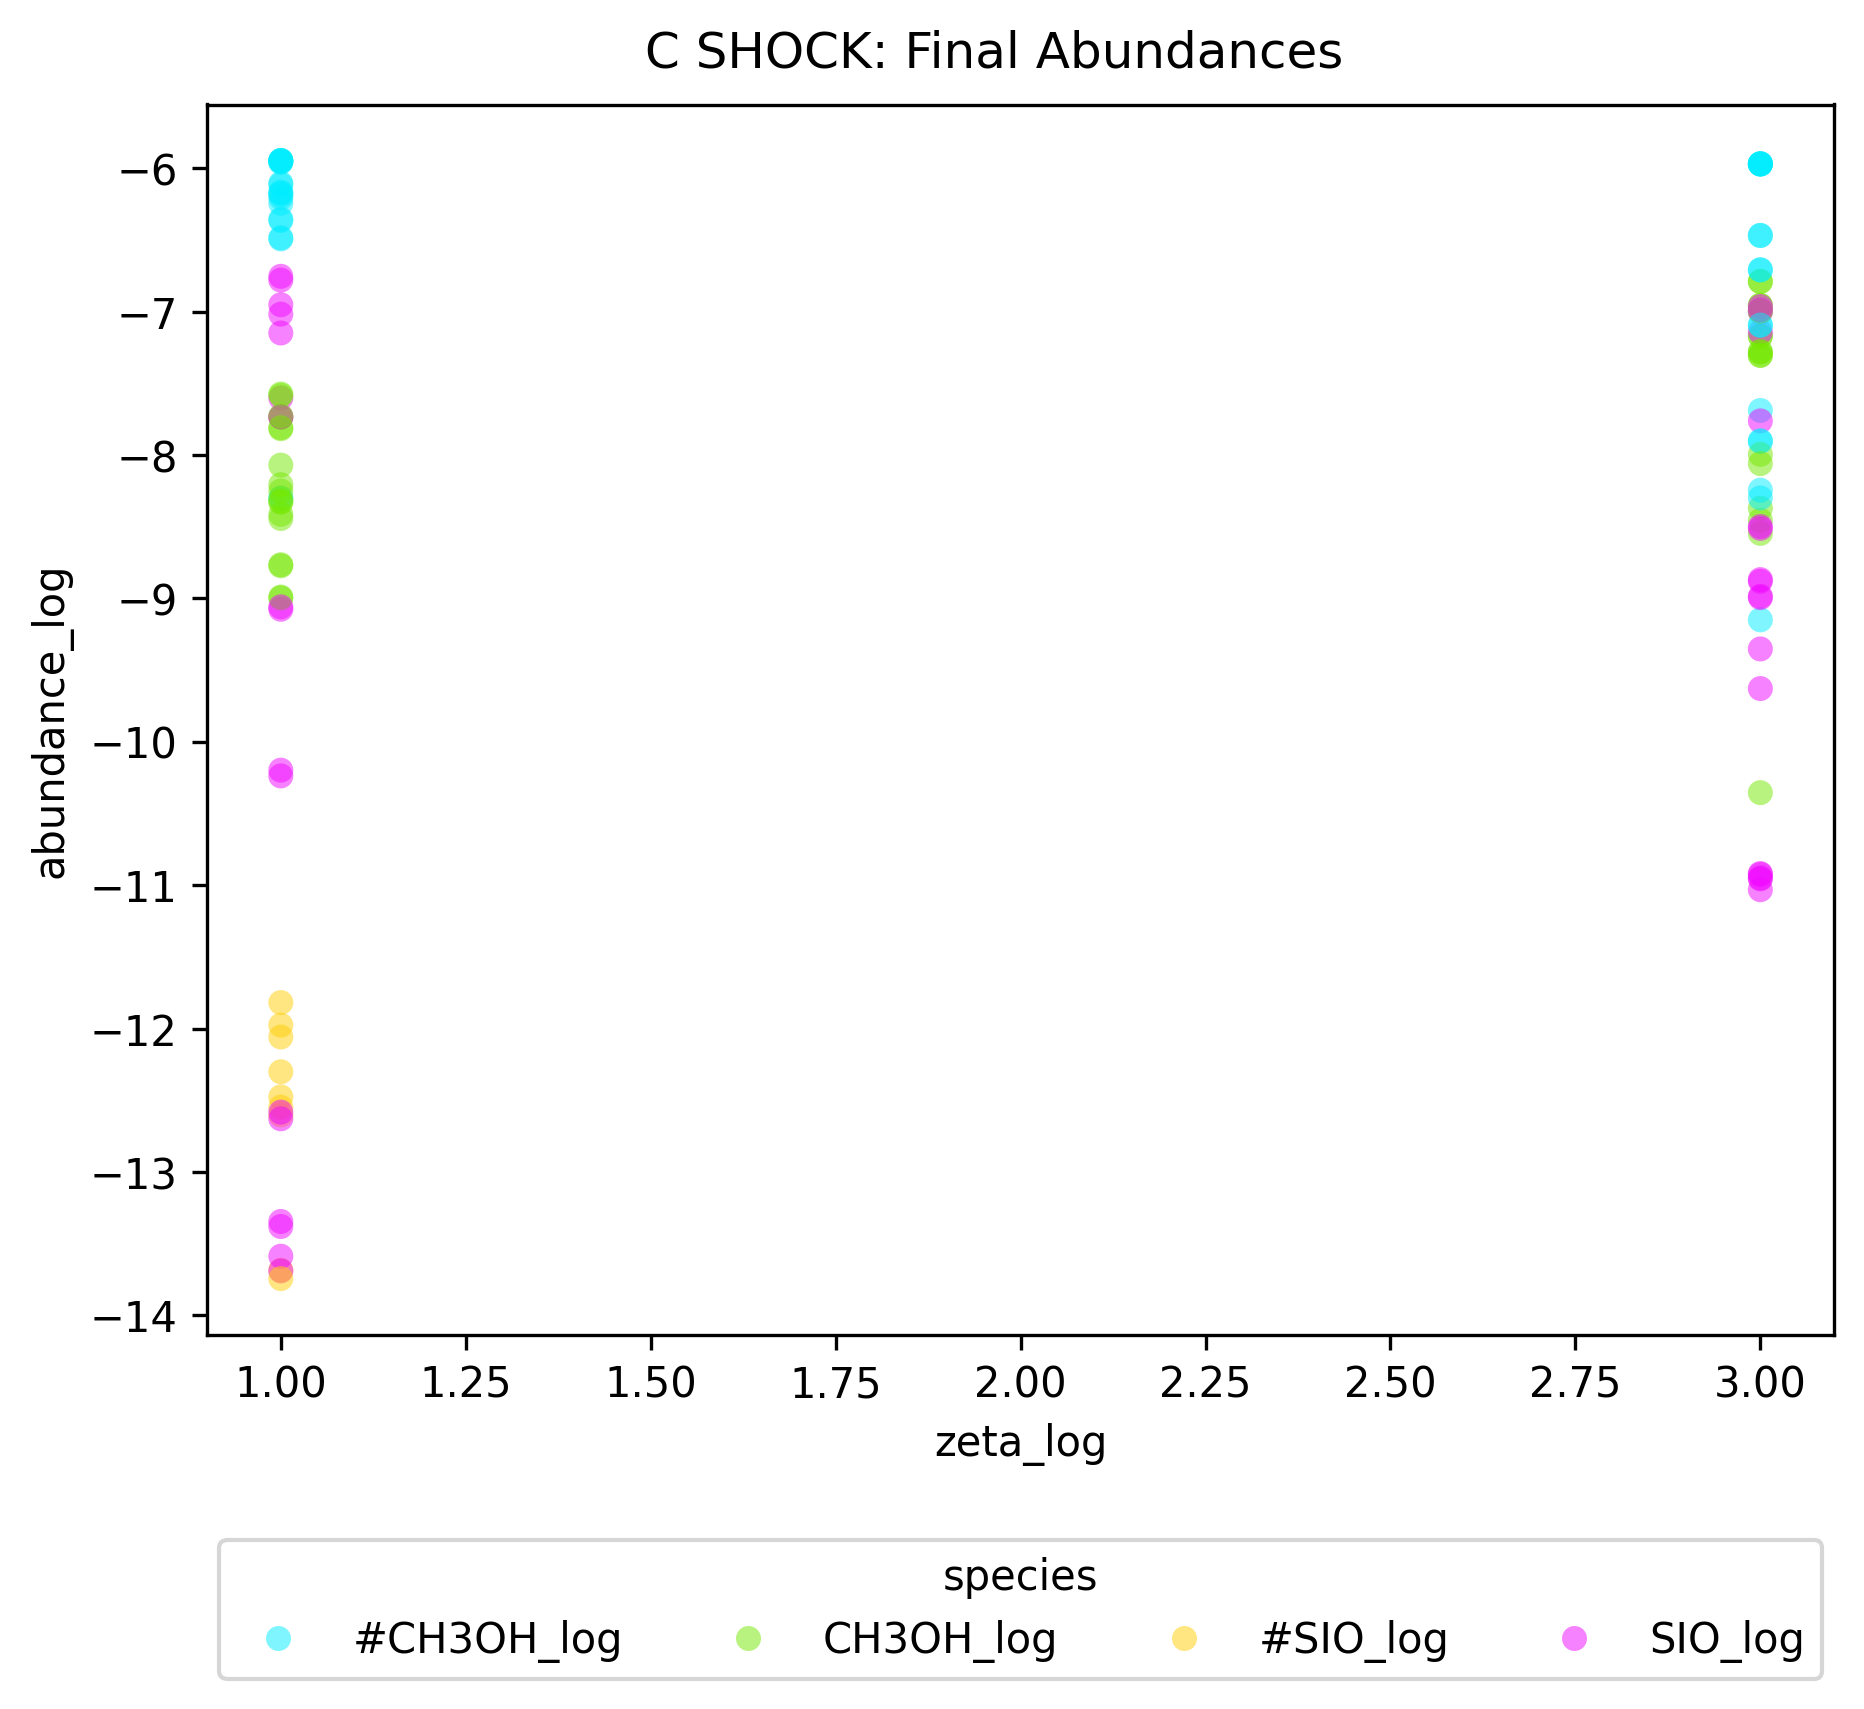 C SHOCK: Final Abundances
−6
−7
−8
−9
−10
−11
−12
−13
−14
abundance_log
1.00 1.25 1.50 1.75 2.00 2.25 2.50 2.75 3.00
zeta_log
species
#CH3OH_log CH3OH_log #SIO_log SIO_log